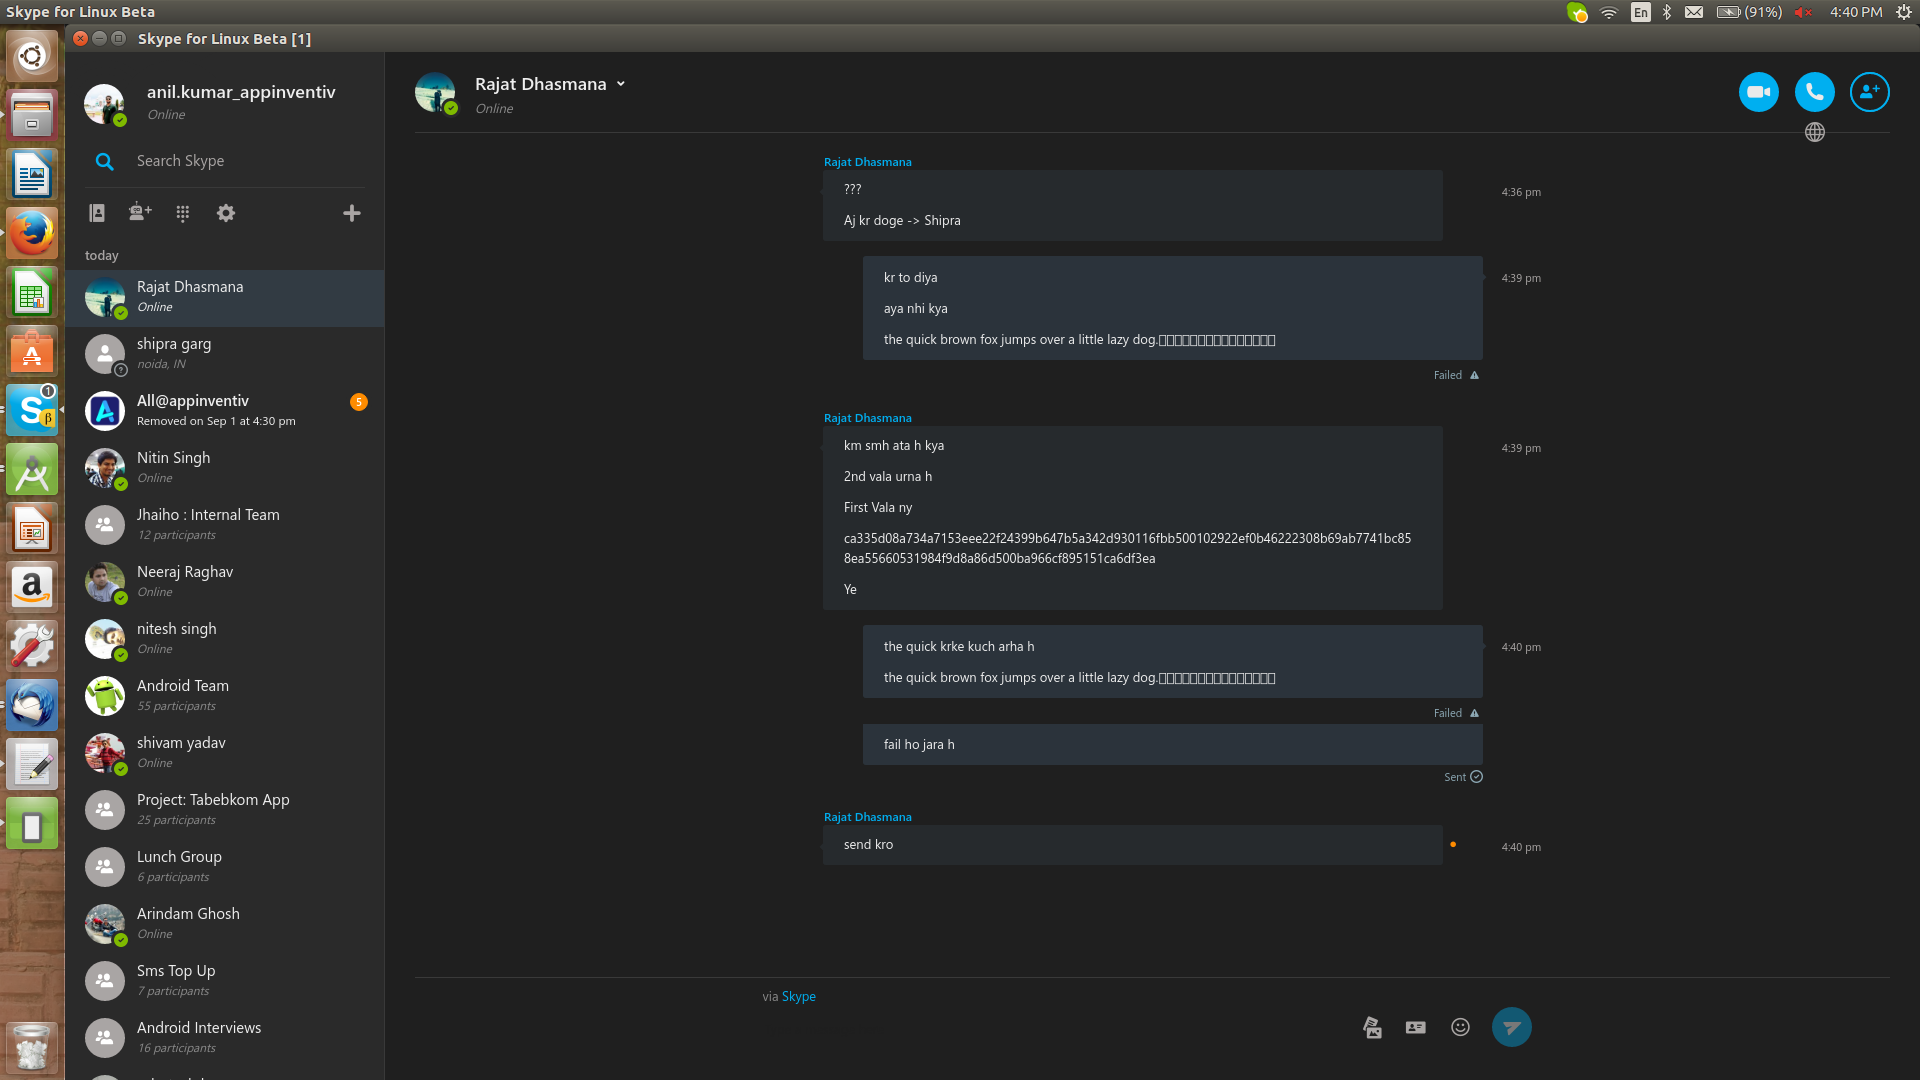 Skype for Linux Beta
En
(91%)
4:40 PM
Skype for Linux Beta [1]
anil.kumar_appinventiv
Online
Search Skype
today
Rajat Dhasmana
Online
shipra garg
noida, IN
All@appinventiv
5
Removed on Sep 1 at 4:30 pm
Nitin Singh
Online
Jhaiho : Internal Team
12 participants
Neeraj Raghav
Online
nitesh singh
Online
Android Team
55 participants
shivam yadav
Online
Project: Tabebkom App
25 participants
Lunch Group
6 participants
Arindam Ghosh
Online
Sms Top Up
7 participants
Android Interviews
16 participants
Rajat Dhasmana
Online
Rajat Dhasmana
???
4:36 pm
Aj kr doge -> Shipra
kr to diya
4:39 pm
aya nhi kya
the quick brown fox jumps over a little lazy dog.▯▯▯▯▯▯▯▯▯▯▯▯▯▯▯
Failed
Rajat Dhasmana
km smh ata h kya
4:39 pm
2nd vala urna h
First Vala ny
ca335d08a734a7153eee22f24399b647b5a342d930116fbb500102922ef0b46222308b69ab7741bc85
8ea55660531984f9d8a86d500ba966cf895151ca6df3ea
Ye
the quick krke kuch arha h
4:40 pm
the quick brown fox jumps over a little lazy dog.▯▯▯▯▯▯▯▯▯▯▯▯▯▯▯
Failed
fail ho jara h
Sent
Rajat Dhasmana
send kro
4:40 pm
via Skype